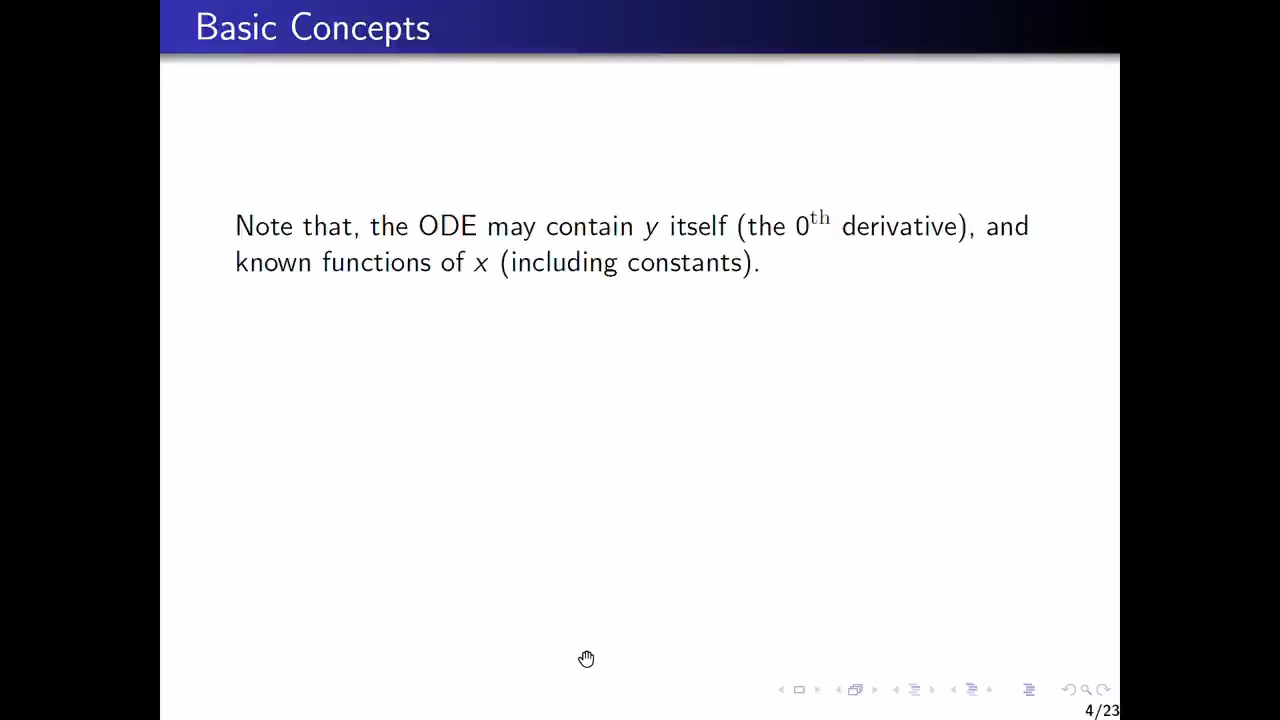 Basic Concepts
Note that, the ODE may contain y itself (the 0th derivative), and
known functions of x (including constants).
4/23